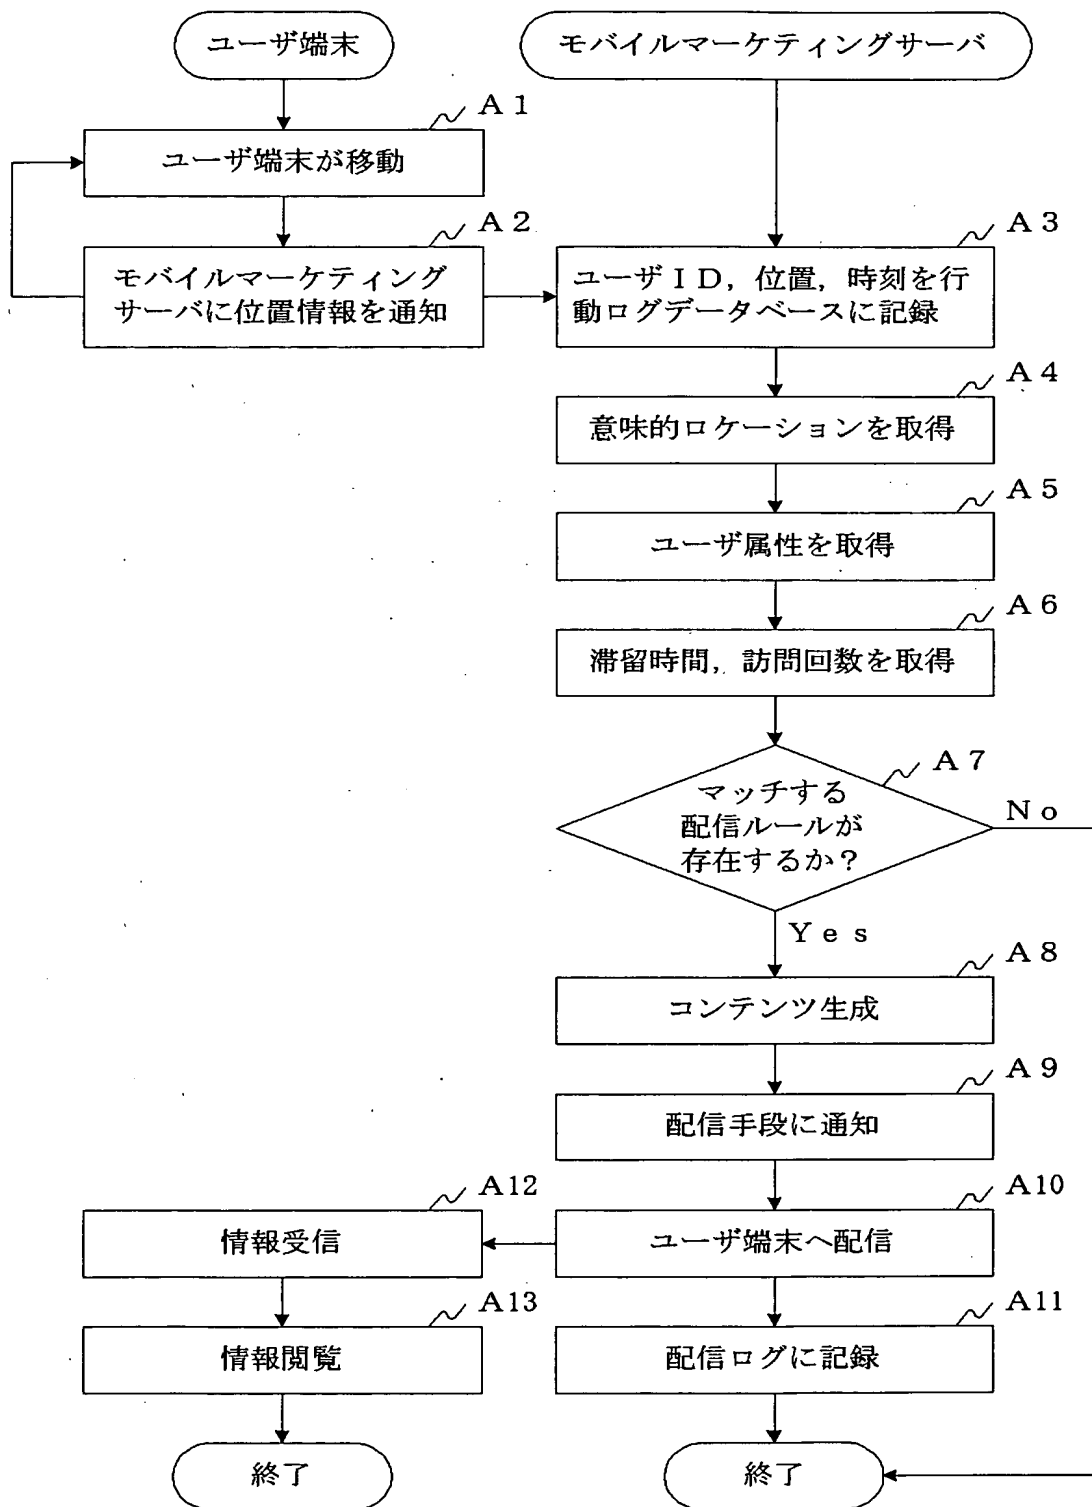 ユーザ端末
モバイルマーケティングサーバ
A1
ユーザ端末が移動
A2
モバイルマーケティング
サーバに位置情報を通知
A3
ユーザID，位置，時刻を行
動ログデータベースに記録
A4
意味的ロケーションを取得
A5
ユーザ属性を取得
A6
滞留時間，訪問回数を取得
A7
マッチする
配信ルールが
存在するか？
No
Yes
A8
コンテンツ生成
A9
配信手段に通知
A12
情報受信
A10
ユーザ端末へ配信
A13
情報閲覧
A11
配信ログに記録
終了
終了